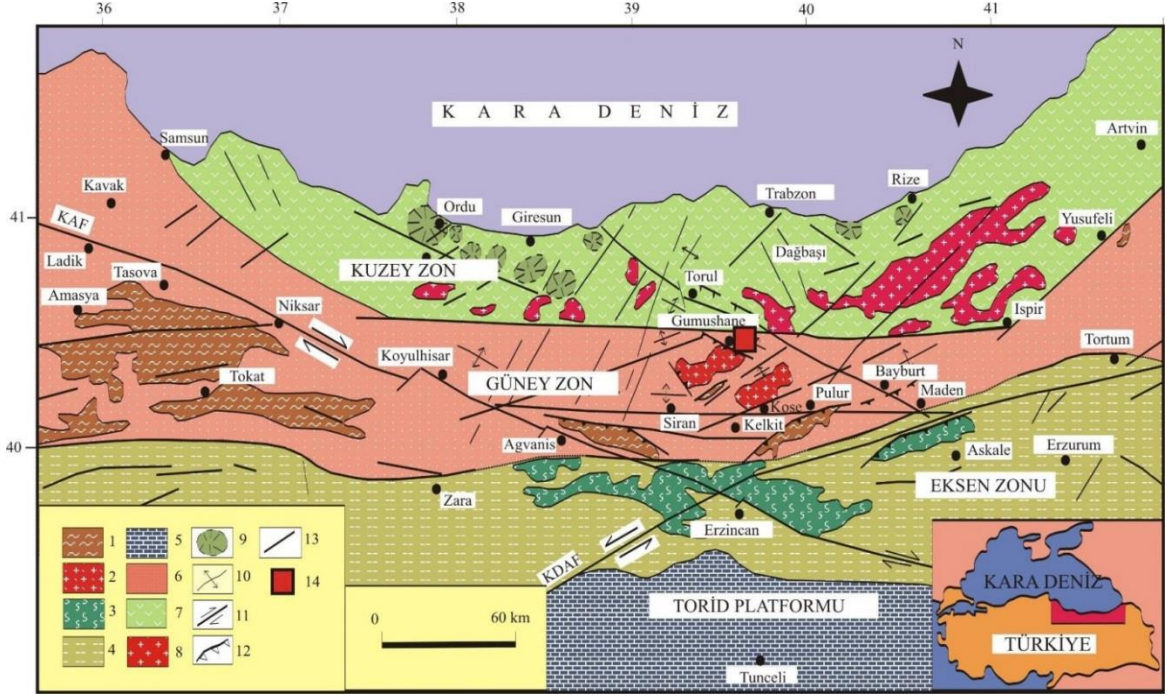 36 37 38 39 40 41
N
K A R A D E N İ Z
Artvin
Samsun
Rize
Kavak
Trabzon
41
Ordu
Giresun
Yusufeli
KAF
Ladik
Dağbaşı
KUZEY ZON
Tasova
Torul
Amasya
Niksar
Ispir
Gumushane
Tortum
Koyulhisar
Bayburt
GÜNEY ZON
Tokat
Pulur
Maden
Siran
Kose
Kelkit
40
Agvanis
Askale
Erzurum
EKSEN ZONU
Zara
Erzincan
KDAF
1 5 9 13
2 6 10 14
3 7 11
4 8 12
0 60 km
TORİD PLATFORMU
Tunceli
KARA DENİZ
TÜRKİYE